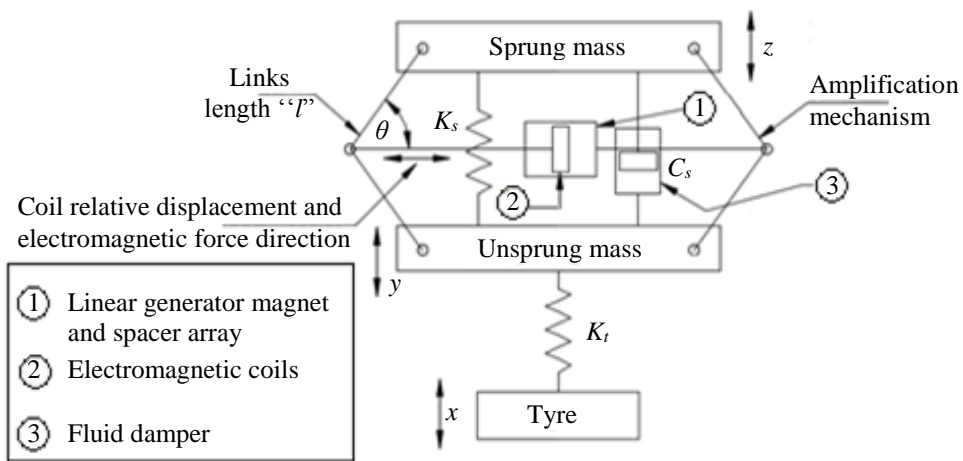 Sprung mass
z
Links
length ‘‘l”
θ
Ks
1
Amplification
mechanism
Cs
2
3
Coil relative displacement and
electromagnetic force direction
Unsprung mass
y
1 Linear generator magnet
and spacer array
2 Electromagnetic coils
3 Fluid damper
Kt
x
Tyre